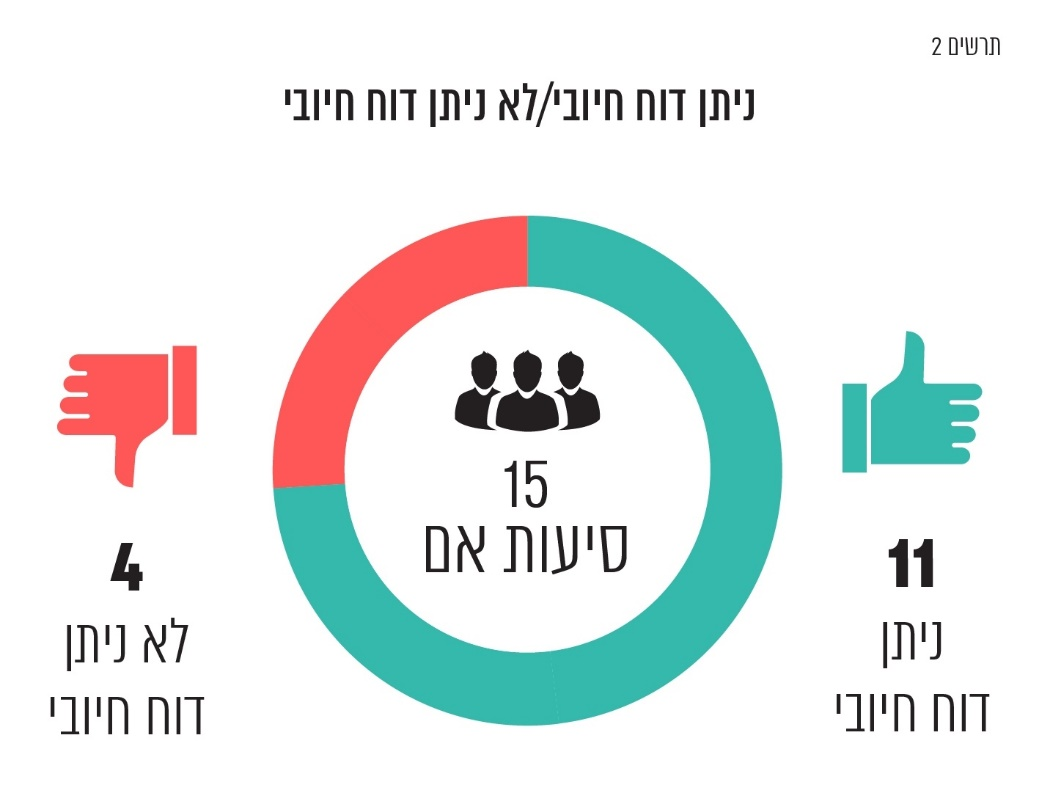 תרשים 2
ניתן דוח חיובי/לא ניתן דוח חיובי
15
סיעות אם
11
ניתן
דוח חיובי
4
לא ניתן
דוח חיובי